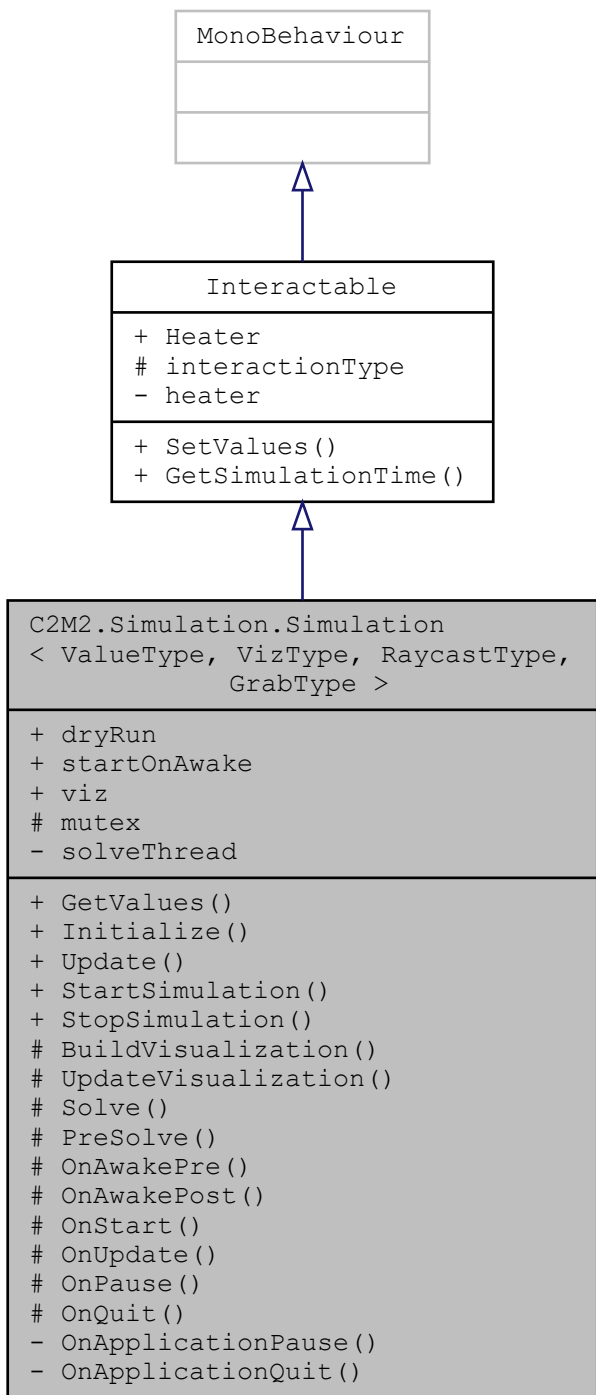 MonoBehaviour
Interactable
+ Heater
# interactionType
- heater
+ SetValues()
+ GetSimulationTime()
C2M2.Simulation.Simulation
< ValueType, VizType, RaycastType,
GrabType >
+ dryRun
+ startOnAwake
+ viz
# mutex
- solveThread
+ GetValues()
+ Initialize()
+ Update()
+ StartSimulation()
+ StopSimulation()
# BuildVisualization()
# UpdateVisualization()
# Solve()
# PreSolve()
# OnAwakePre()
# OnAwakePost()
# OnStart()
# OnUpdate()
# OnPause()
# OnQuit()
- OnApplicationPause()
- OnApplicationQuit()